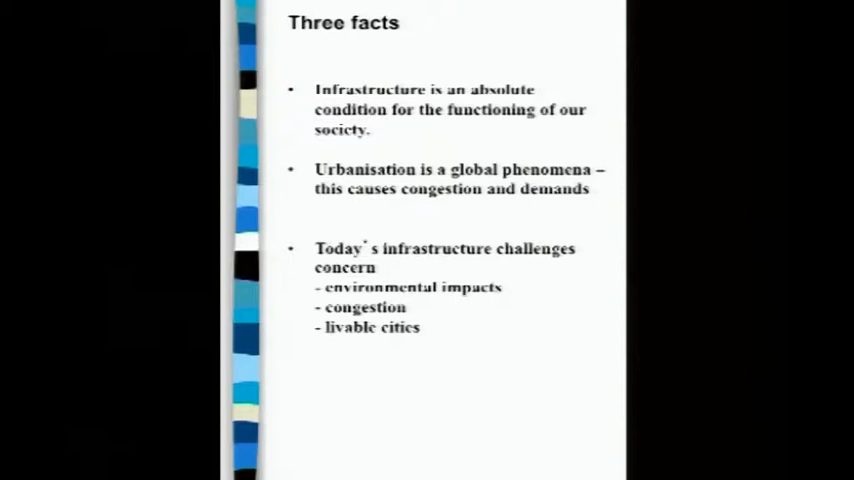 Three facts
• Infrastructure is an absolute
condition for the functioning of our
society.
• Urbanisation is a global phenomena –
this causes congestion and demands
• Today´s infrastructure challenges
concern
- environmental impacts
- congestion
- livable cities